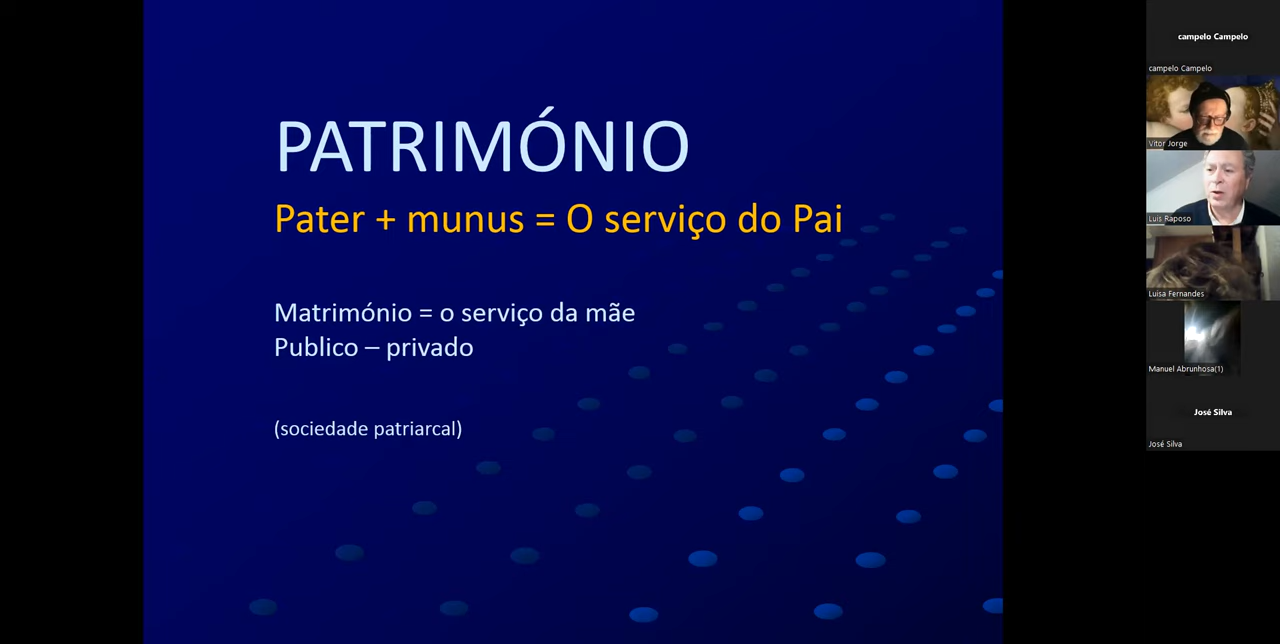 PATRIMÓNIO
Pater + munus = O serviço do Pai
Matrimónio = o serviço da mãe
Publico – privado
(sociedade patriarcal)
campelo Campelo
campelo Campelo
Vitor Jorge
Luis Raposo
Luisa Fernandes
Manuel Abrunhosa(1)
José Silva
José Silva